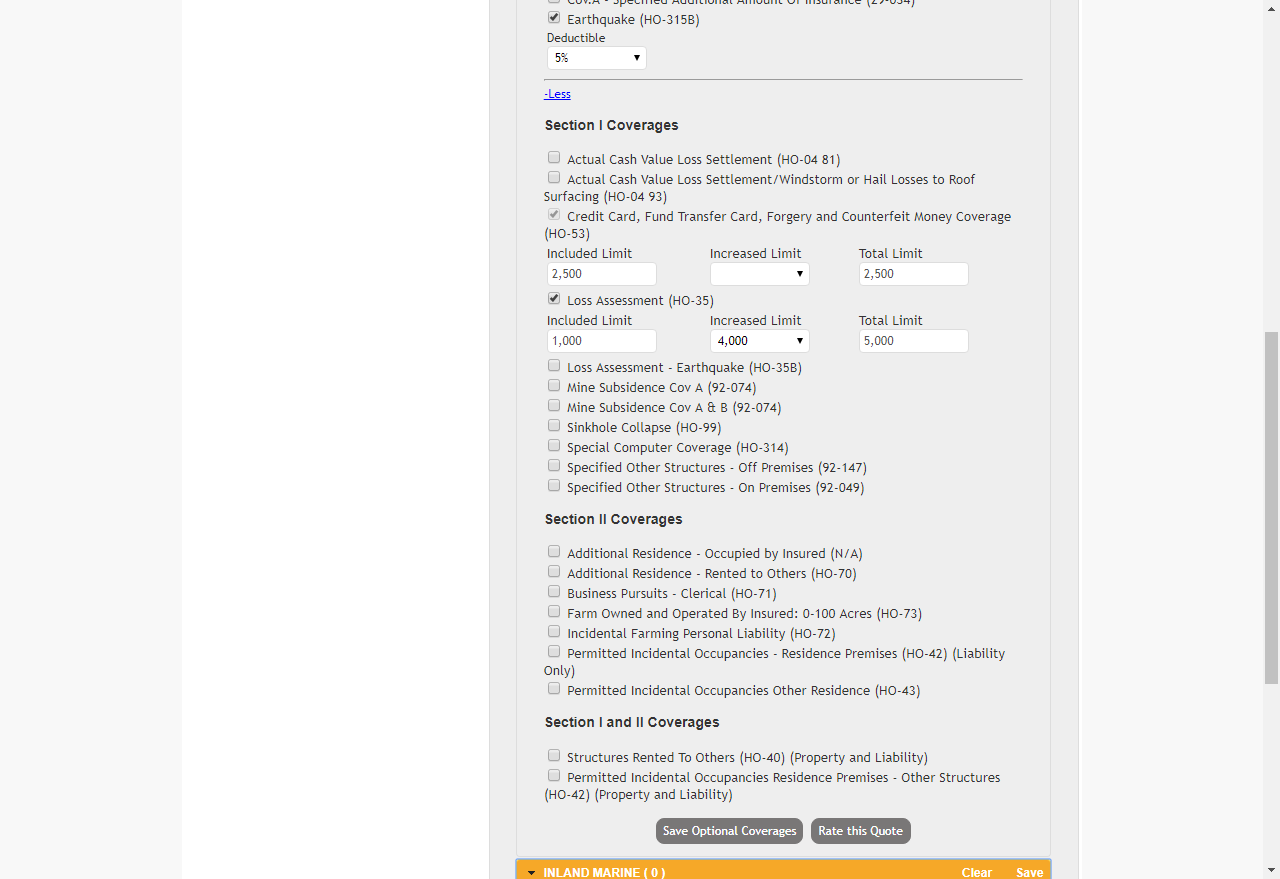 Cov.A - Specified Additional Amount Of Insurance (29-034)
Earthquake (HO-315B)
Deductible
5%
-Less
Section I Coverages
Actual Cash Value Loss Settlement (HO-04 81)
Actual Cash Value Loss Settlement/Windstorm or Hail Losses to Roof
Surfacing (HO-04 93)
Credit Card, Fund Transfer Card, Forgery and Counterfeit Money Coverage
(HO-53)
Included Limit Increased Limit Total Limit
2,500 2,500
Loss Assessment (HO-35)
Included Limit Increased Limit Total Limit
1,000 4,000 5,000
Loss Assessment - Earthquake (HO-35B)
Mine Subsidence Cov A (92-074)
Mine Subsidence Cov A & B (92-074)
Sinkhole Collapse (HO-99)
Special Computer Coverage (HO-314)
Specified Other Structures - Off Premises (92-147)
Specified Other Structures - On Premises (92-049)
Section II Coverages
Additional Residence - Occupied by Insured (N/A)
Additional Residence - Rented to Others (HO-70)
Business Pursuits - Clerical (HO-71)
Farm Owned and Operated By Insured: 0-100 Acres (HO-73)
Incidental Farming Personal Liability (HO-72)
Permitted Incidental Occupancies - Residence Premises (HO-42) (Liability
Only)
Permitted Incidental Occupancies Other Residence (HO-43)
Section I and II Coverages
Structures Rented To Others (HO-40) (Property and Liability)
Permitted Incidental Occupancies Residence Premises - Other Structures
(HO-42) (Property and Liability)
Save Optional Coverages Rate this Quote
INLAND MARINE ( 0 ) Clear Save